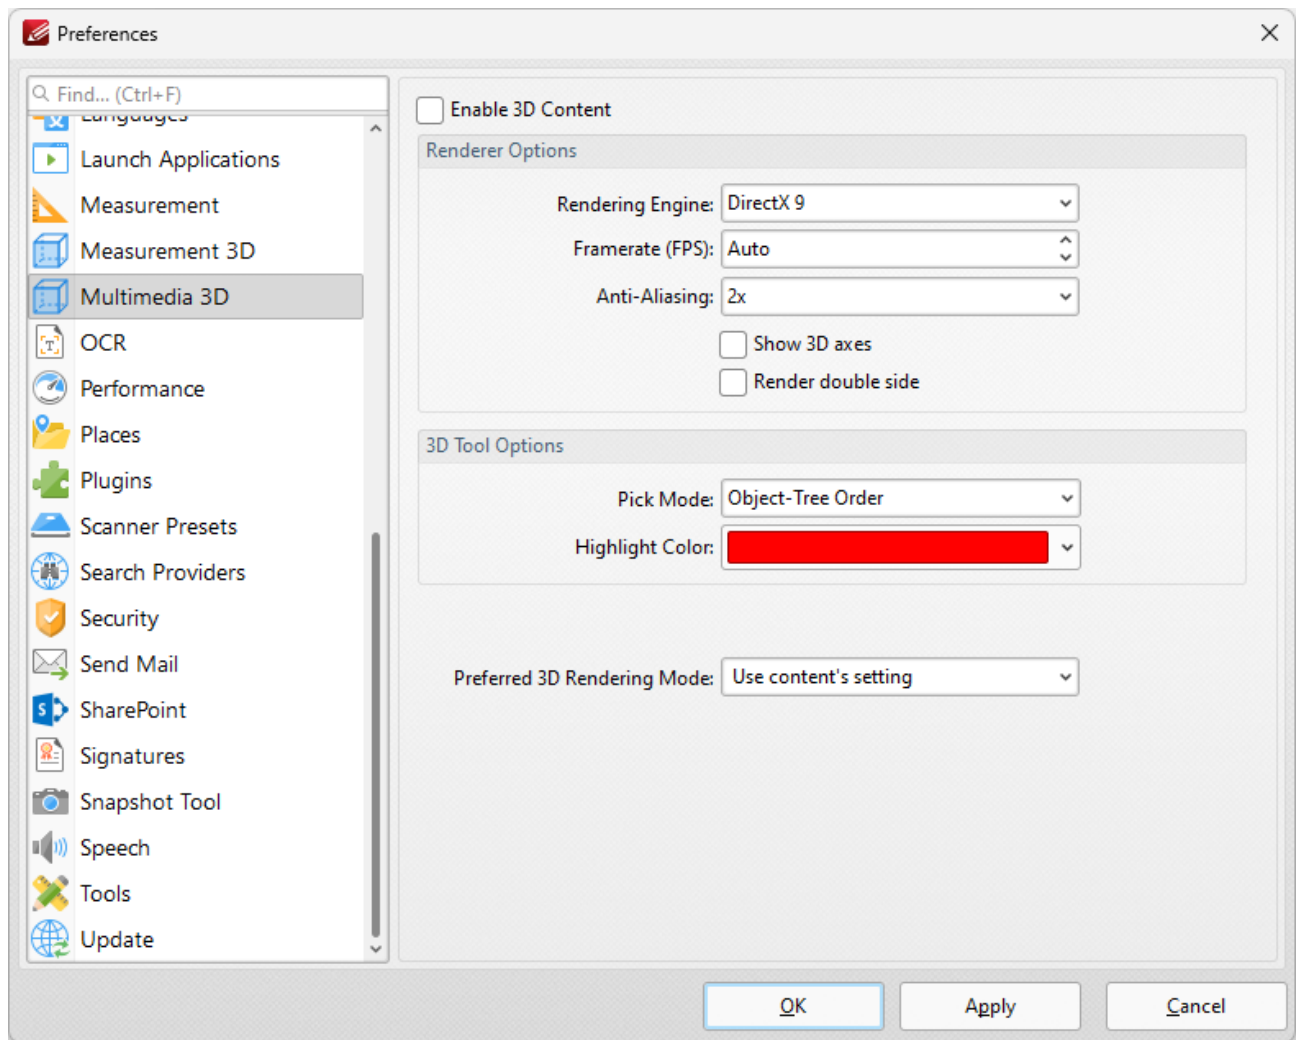 Preferences
Find... (Ctrl+F)
Languages
Launch Applications
Measurement
Measurement 3D
Multimedia 3D
OCR
Performance
Places
Plugins
Scanner Presets
Search Providers
Security
Send Mail
SharePoint
Signatures
Snapshot Tool
Speech
Tools
Update
Enable 3D Content
Renderer Options
Rendering Engine: DirectX 9
Framerate (FPS): Auto
Anti-Aliasing: 2x
Show 3D axes
Render double side
3D Tool Options
Pick Mode: Object-Tree Order
Highlight Color:
Preferred 3D Rendering Mode: Use content's setting
OK Apply Cancel